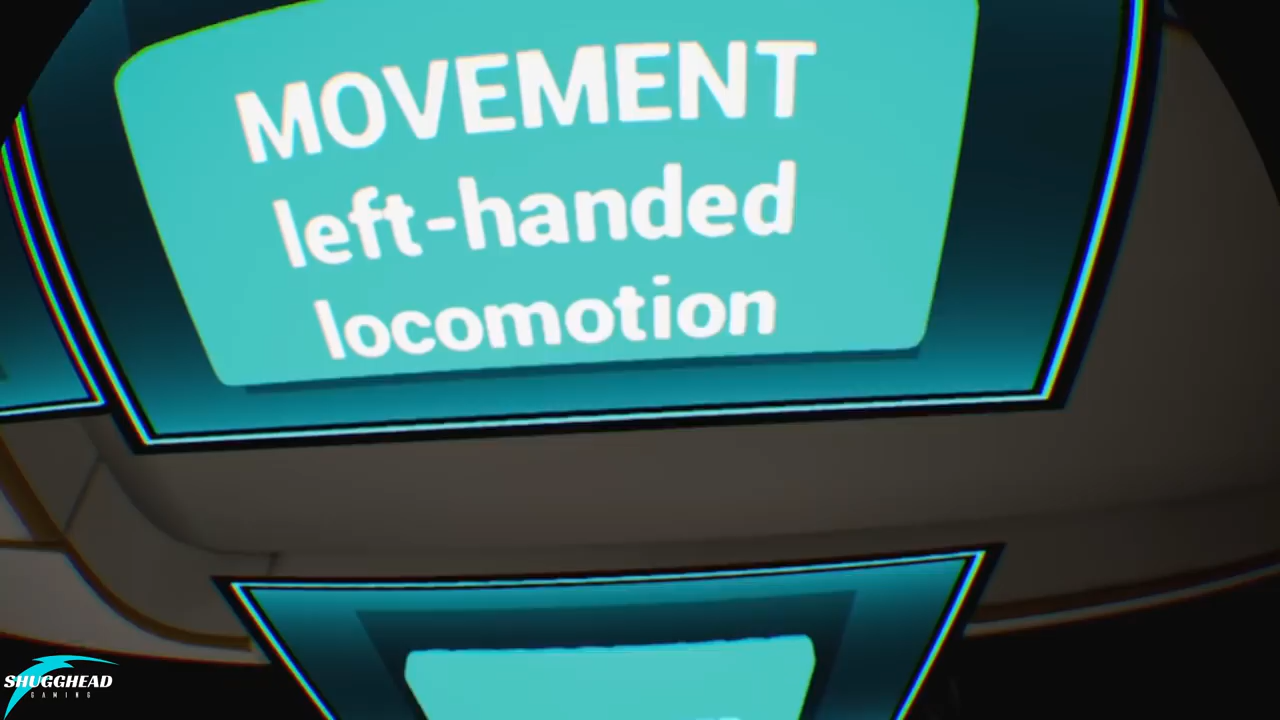 MOVEMENT
left-handed
locomotion
SHUGGHEAD
GAMING